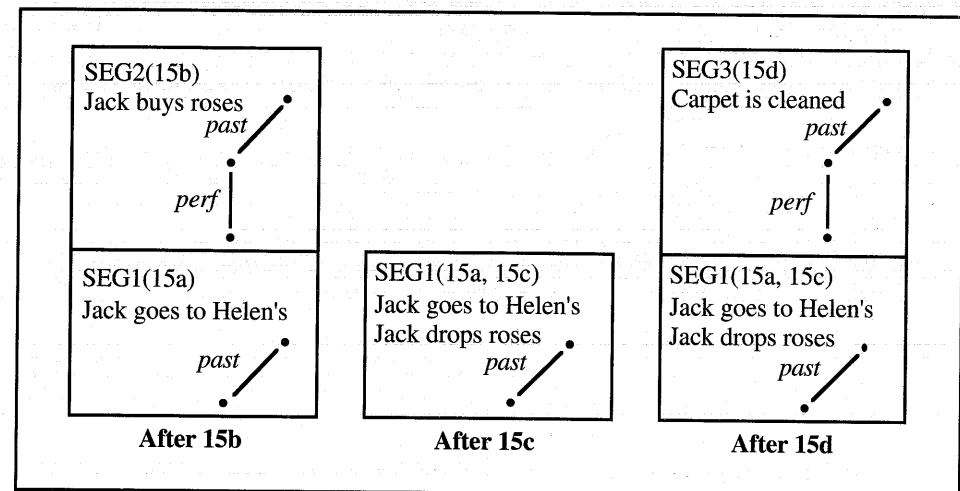 SEG2(15b)
Jack buys roses
past
perf
SEG1(15a)
Jack goes to Helen's
past
After 15b
SEG1(15a, 15c)
Jack goes to Helen's
Jack drops roses
past
After 15c
SEG3(15d)
Carpet is cleaned
past
perf
SEG1(15a, 15c)
Jack goes to Helen's
Jack drops roses
past
After 15d